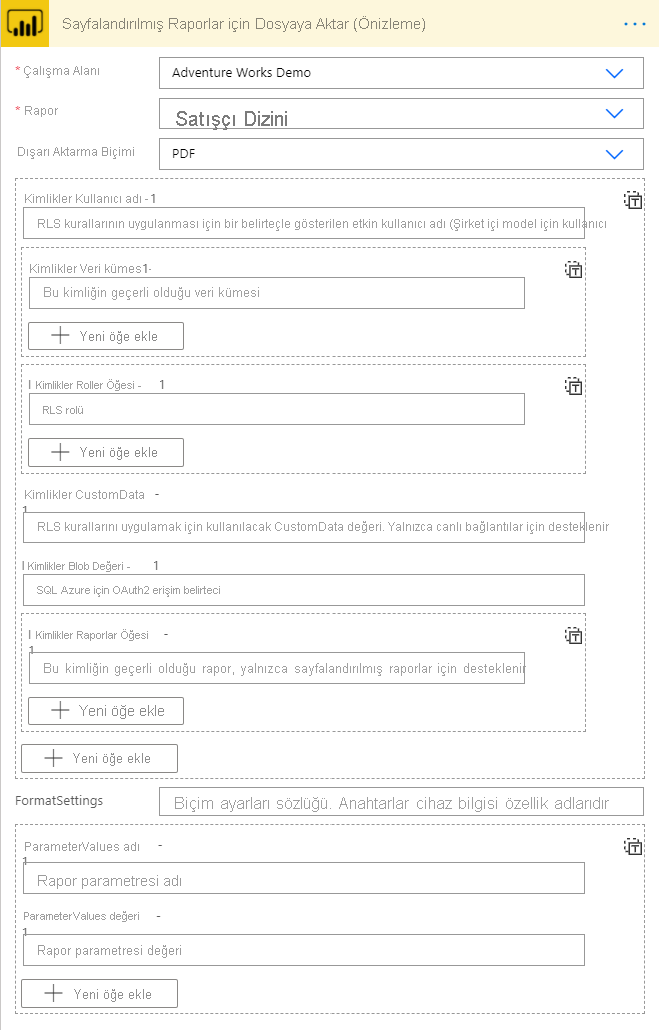 Sayfalandırılmış Raporlar için Dosyaya Aktar (Önizleme)
* Çalışma Alanı
Adventure Works Demo
* Rapor
Satışçı Dizini
Dışarı Aktarma Biçimi
PDF
Kimlikler Kullanıcı adı - 1
RLS kurallarının uygulanması için bir belirteçle gösterilen etkin kullanıcı adı (Şirket içi model için kullanıcı
Kimlikler Veri kümes1-
Bu kimliğin geçerli olduğu veri kümesi
Yeni öğe ekle
I Kimlikler Roller Öğesi - 1
RLS rolü
Yeni öğe ekle
Kimlikler CustomData -
1
RLS kurallarını uygulamak için kullanılacak CustomData değeri. Yalnızca canlı bağlantılar için desteklenir
I Kimlikler Blob Değeri - 1
SQL Azure için OAuth2 erişim belirteci
I Kimlikler Raporlar Öğesi -
1
Bu kimliğin geçerli olduğu rapor, yalnızca sayfalandırılmış raporlar için desteklenir
Yeni öğe ekle
Yeni öğe ekle
FormatSettings
Biçim ayarları sözlüğü. Anahtarlar cihaz bilgisi özellik adlarıdır
ParameterValues adı -
1
Rapor parametresi adı
ParameterValues değeri -
1
Rapor parametresi değeri
Yeni öğe ekle